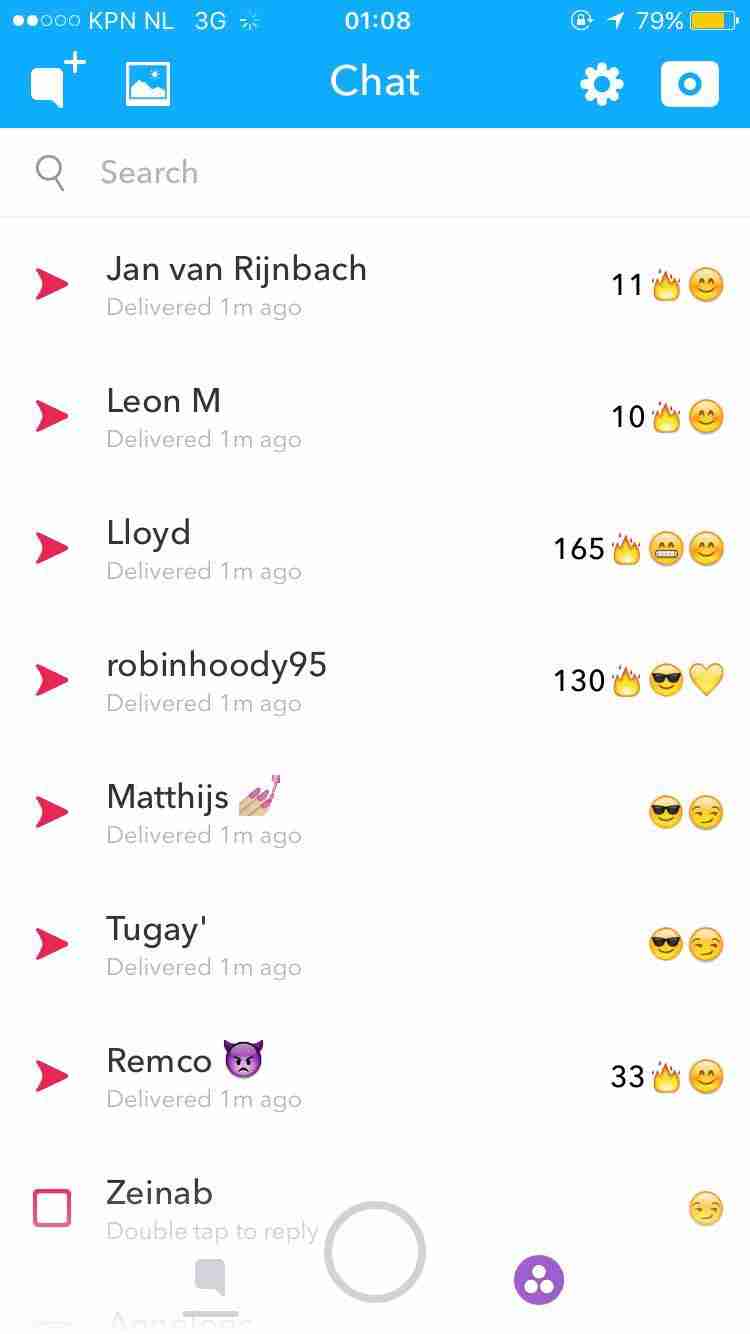 KPN NL 3G 01:08 79%
Chat
Search
Jan van Rijnbach
Delivered 1m ago
11
Leon M
Delivered 1m ago
10
Lloyd
Delivered 1m ago
165
robinhoody95
Delivered 1m ago
130
Matthijs
Delivered 1m ago
Tugay'
Delivered 1m ago
Remco
Delivered 1m ago
33
Zeinab
Double tap to reply